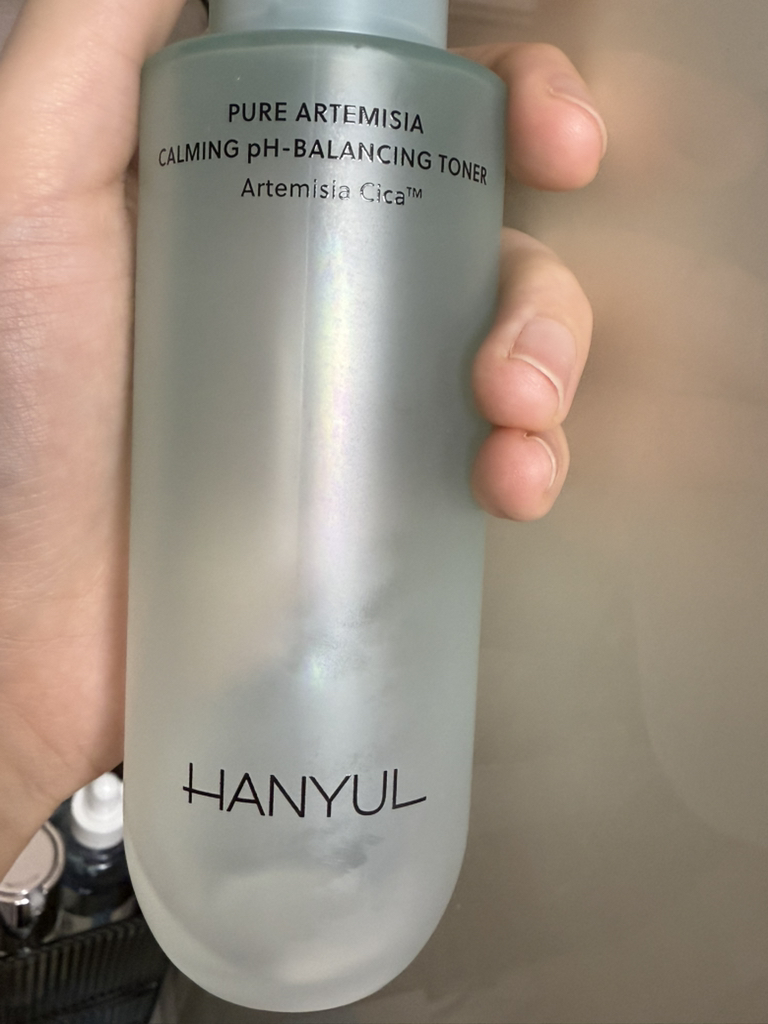 PURE ARTEMISIA
CALMING pH-BALANCING TONER
Artemisia Cica™
HANYUL